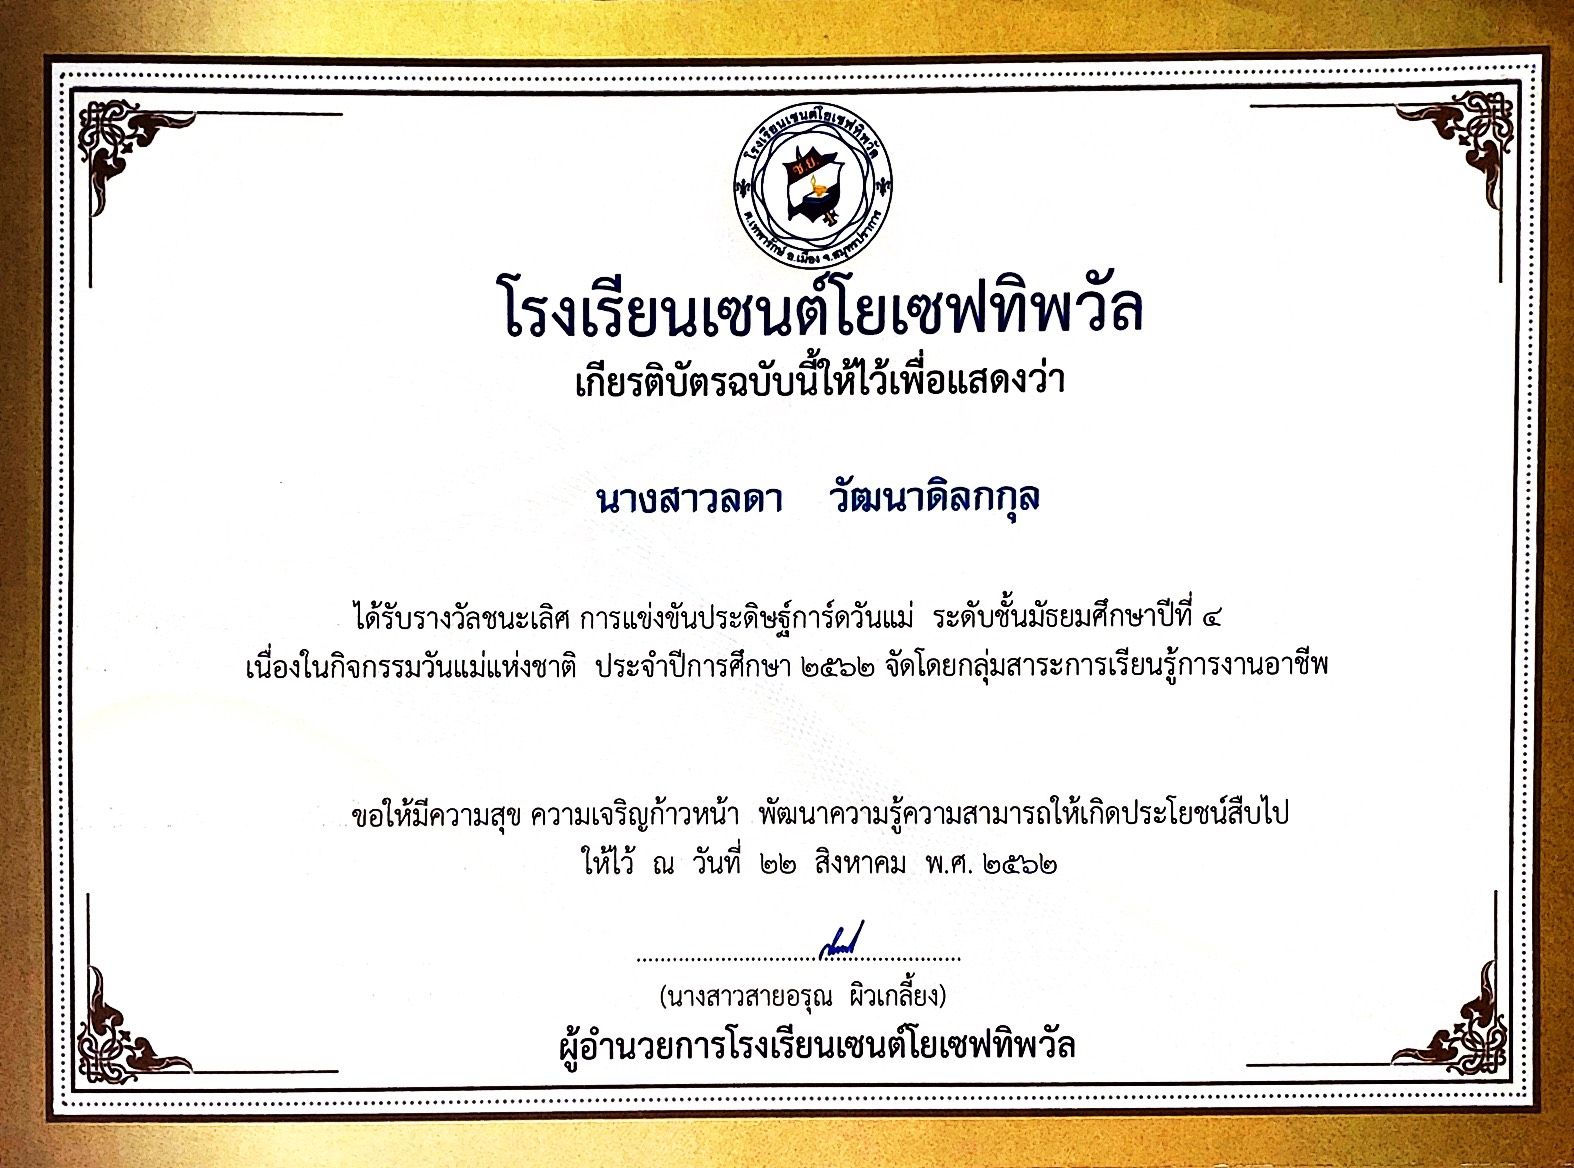 โรงเรียนเซนต์โยเซฟทิพวัล
ซ.ย.
ต.เทพารักษ์ อ.เมือง จ.สมุทรปราการ
โรงเรียนเซนต์โยเซฟทิพวัล
เกียรติบัตรฉบับนี้ให้ไว้เพื่อแสดงว่า
นางสาวลดา วัฒนาดิลกกุล
ได้รับรางวัลชนะเลิศ การแข่งขันประดิษฐ์การ์ดวันแม่ ระดับชั้นมัธยมศึกษาปีที่ ๔
เนื่องในกิจกรรมวันแม่แห่งชาติ ประจำปีการศึกษา ๒๕๖๒ จัดโดยกลุ่มสาระการเรียนรู้การงานอาชีพ
ขอให้มีความสุข ความเจริญก้าวหน้า พัฒนาความรู้ความสามารถให้เกิดประโยชน์สืบไป
ให้ไว้ ณ วันที่ ๒๒ สิงหาคม พ.ศ. ๒๕๖๒
(นางสาวสายอรุณ ผิวเกลี้ยง)
ผู้อำนวยการโรงเรียนเซนต์โยเซฟทิพวัล